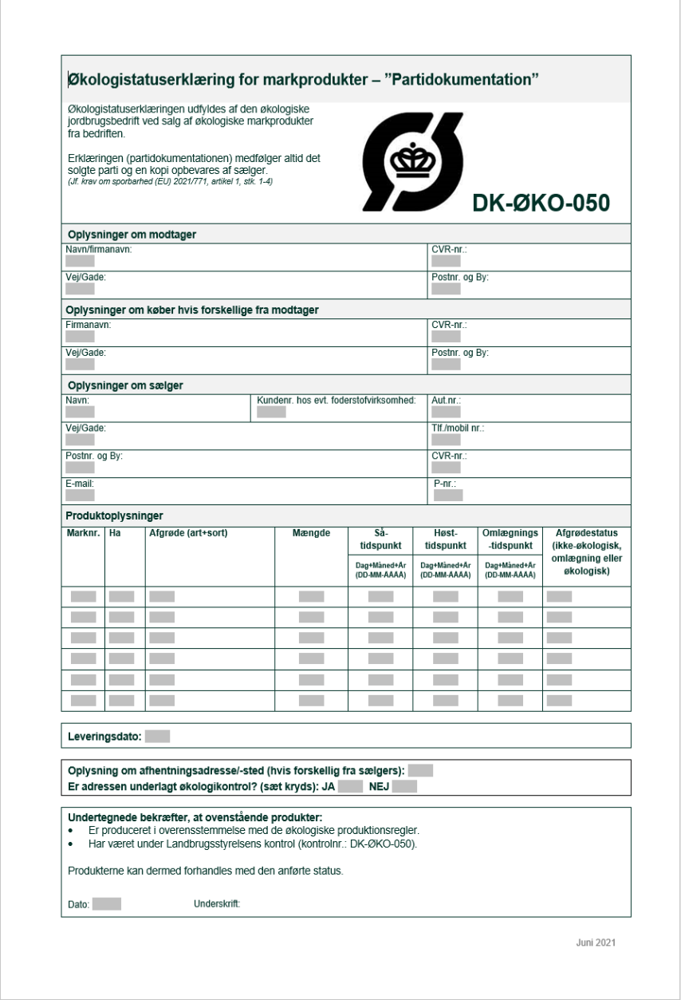 Økologistatuserklæring for markprodukter – ”Partidokumentation”
Økologistatuserklæringen udfyldes af den økologiske
jordbrugsbedrift ved salg af økologiske markprodukter
fra bedriften.
Erklæringen (partidokumentationen) medfølger altid det
solgte parti og en kopi opbevares af sælger.
(Jf. krav om sporbarhed (EU) 2021/771, artikel 1, stk. 1-4)
DK-ØKO-050
Oplysninger om modtager
Navn/firmanavn: CVR-nr.:
Vej/Gade: Postnr. og By:
Oplysninger om køber hvis forskellige fra modtager
Firmanavn: CVR-nr.:
Vej/Gade: Postnr. og By:
Oplysninger om sælger
Navn: Kundenr. hos evt. foderstofvirksomhed: Aut.nr.:
Vej/Gade: Tlf./mobil nr.:
Postnr. og By: CVR-nr.:
E-mail: P-nr.:
Produktoplysninger
Marknr. Ha Afgrøde (art+sort) Mængde Så- Høst- Omlægnings Afgrødestatus
tidspunkt tidspunkt -tidspunkt (ikke-økologisk,
omlægning eller
Dag+Måned+År Dag+Måned+År Dag+Måned+År økologisk)
(DD-MM-ÅÅÅÅ) (DD-MM-ÅÅÅÅ) (DD-MM-ÅÅÅÅ)
Leveringsdato:
Oplysning om afhentningsadresse/-sted (hvis forskellig fra sælgers):
Er adressen underlagt økologikontrol? (sæt kryds): JA NEJ
Undertegnede bekræfter, at ovenstående produkter:
• Er produceret i overensstemmelse med de økologiske produktionsregler.
• Har været under Landbrugsstyrelsens kontrol (kontrolnr.: DK-ØKO-050).
Produkterne kan dermed forhandles med den anførte status.
Dato: Underskrift:
Juni 2021